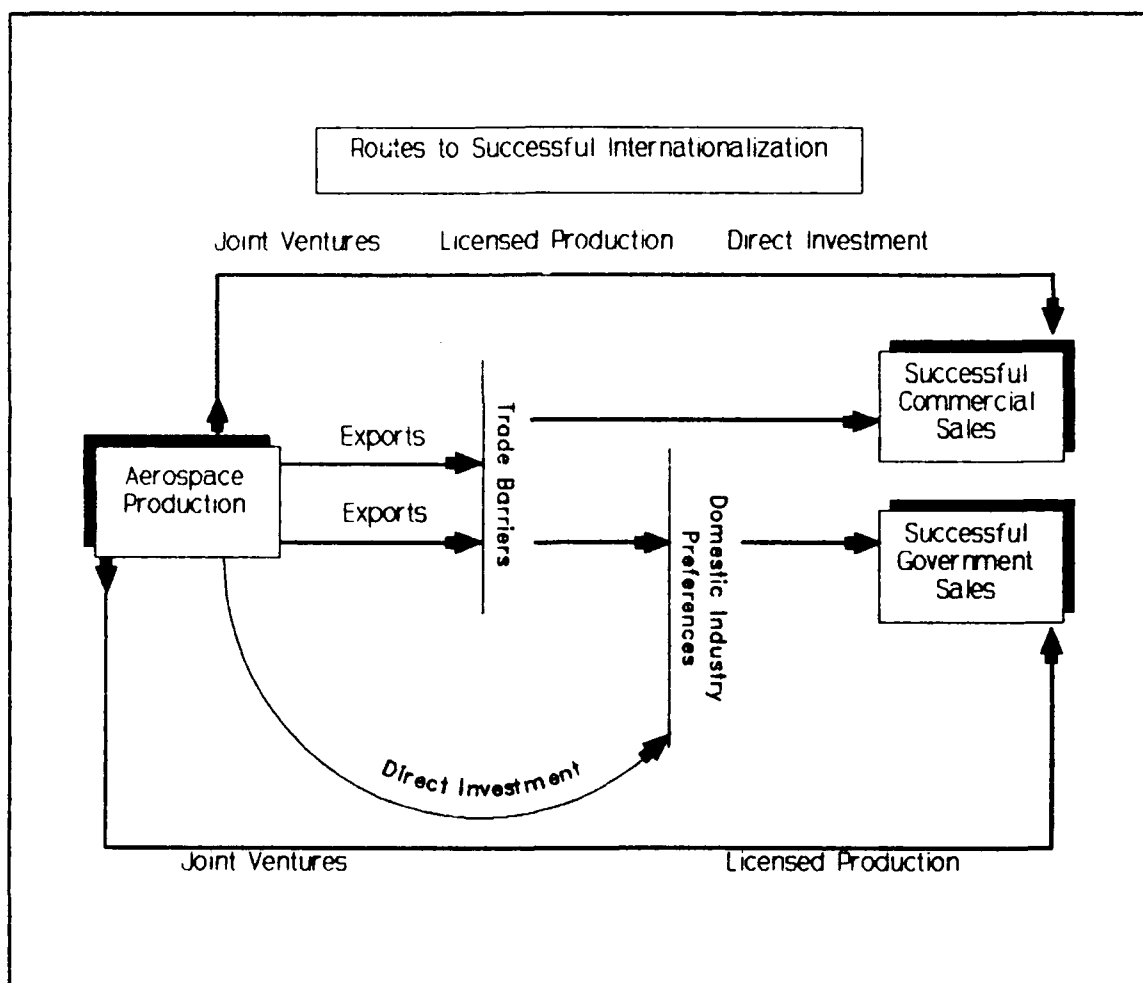 Routes to Successful Internationalization
Joint Ventures Licensed Production Direct Investment
Successful
Commercial
Sales
Trade Barriers
Exports
Aerospace
Production
Exports
Domestic Industry
Preferences
Successful
Government
Sales
Direct Investment
Joint Ventures Licensed Production